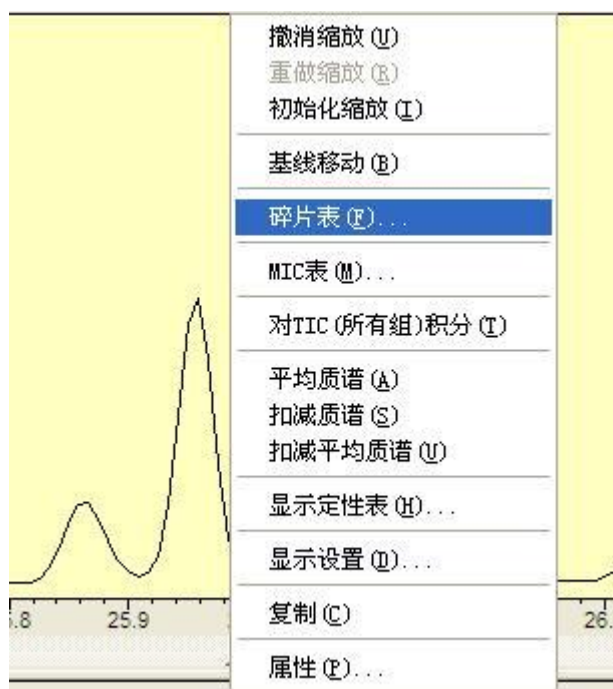 撤消缩放(U)
重做缩放(R)
初始化缩放(I)
基线移动(B)
碎片表(F)...
MIC表(M)...
对TIC(所有组)积分(T)
平均质谱(A)
扣减质谱(S)
扣减平均质谱(U)
显示定性表(H)...
显示设置(D)...
.8 25.9 26.
复制(C)
属性(P)...